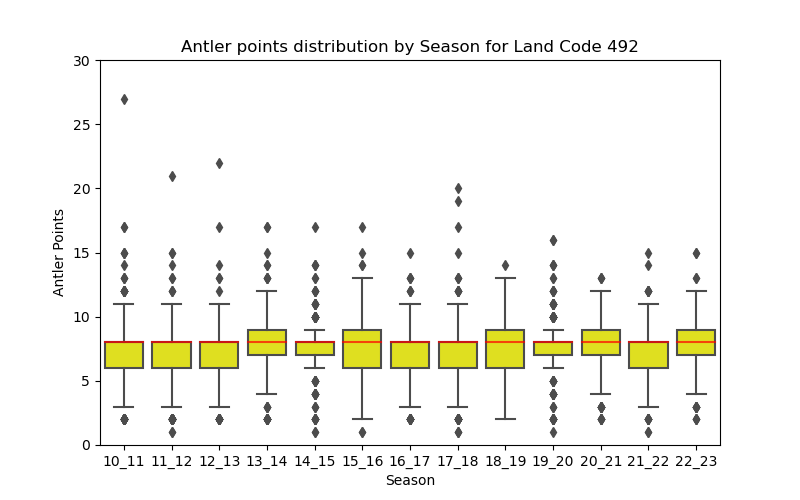 Antler points distribution by Season for Land Code 492
30
25
20
15
10
5
0
Antler Points
10_11 11_12 12_13 13_14 14_15 15_16 16_17 17_18 18_19 19_20 20_21 21_22 22_23
Season